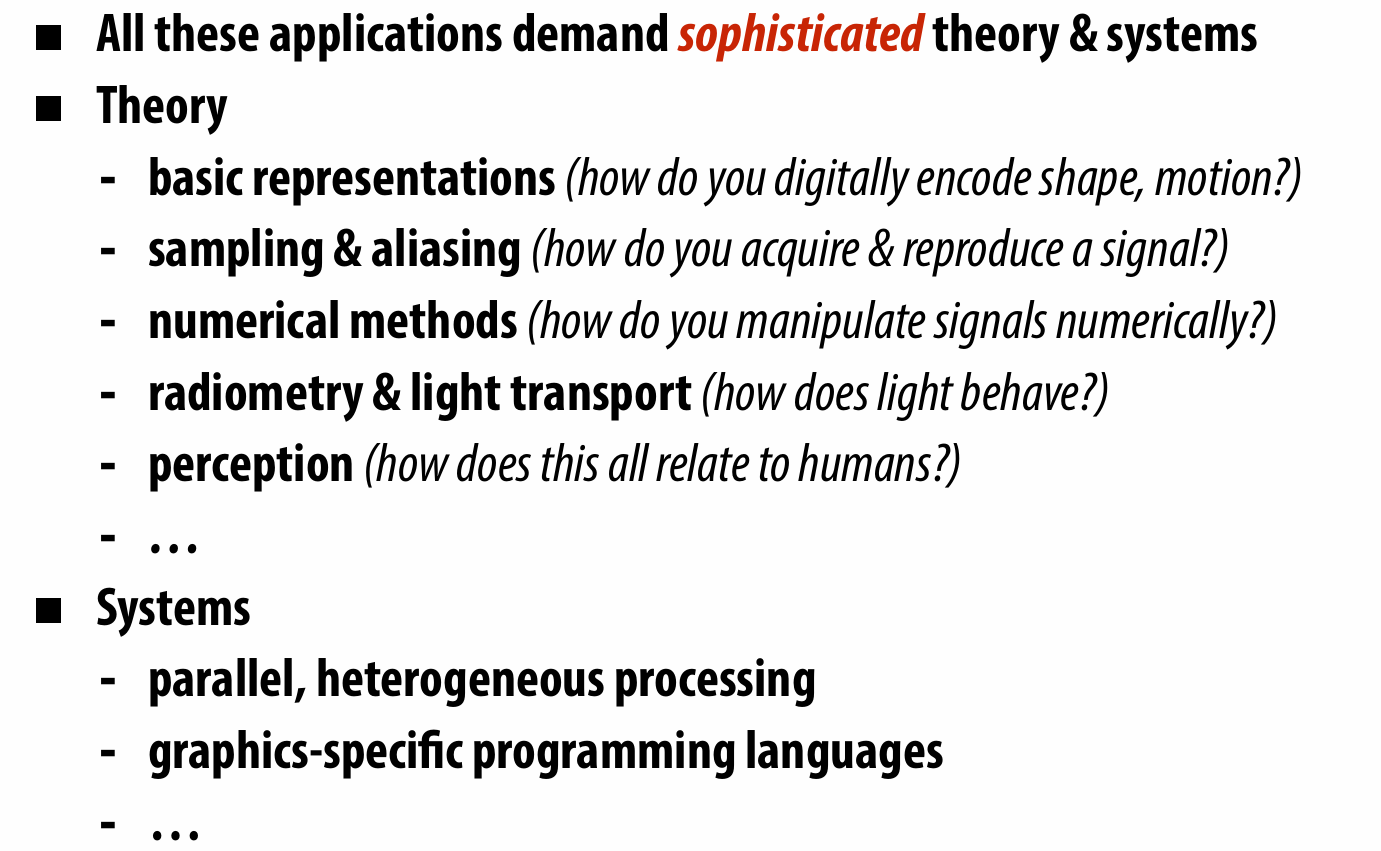 ■ All these applications demand sophisticated theory & systems
■ Theory
- basic representations (how do you digitally encode shape, motion?)
- sampling & aliasing (how do you acquire & reproduce a signal?)
- numerical methods (how do you manipulate signals numerically?)
- radiometry & light transport (how does light behave?)
- perception (how does this all relate to humans?)
- …
■ Systems
- parallel, heterogeneous processing
- graphics-specific programming languages
- …